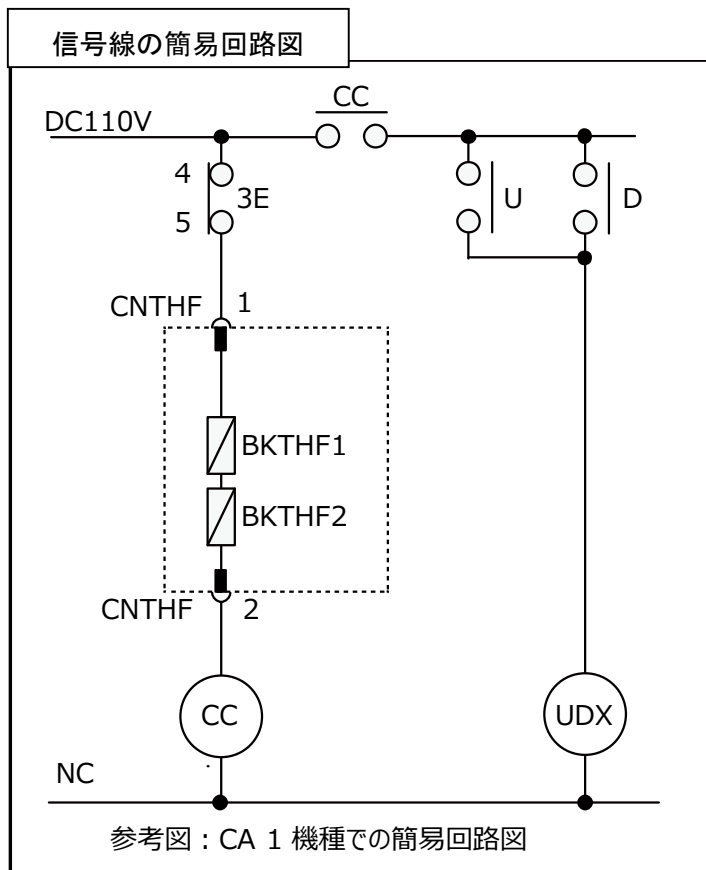 信号線の簡易回路図
CC
DC110V
4
3E
5
U
D
CNTHF 1
BKTHF1
BKTHF2
CNTHF 2
CC
UDX
NC
参考図：CA 1 機種での簡易回路図